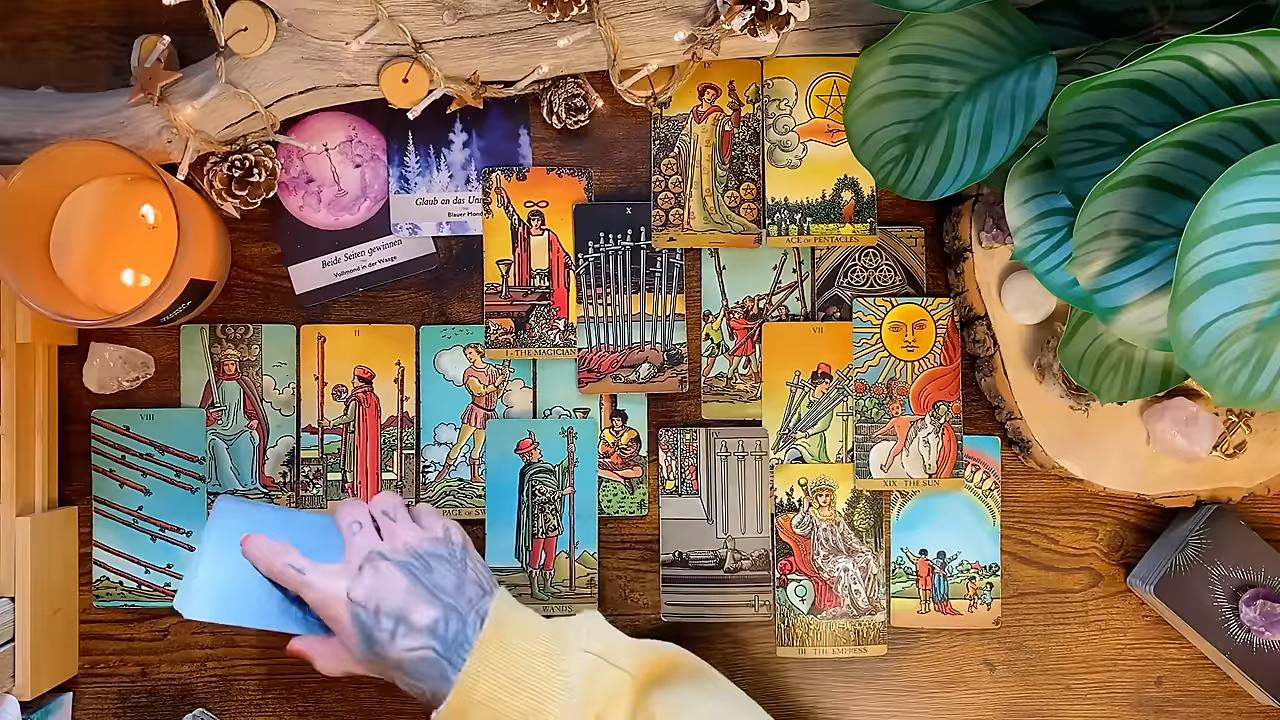 IX
Glaub an das Un
Blauer Mond
X
ACE OF PENTACLES
Beide Seiten gewinnen
Vollmond in der Waage
I - THE MAGICIAN
II
VII
VIII
PAGE of S
IV
XIX THE SUN
WANDS
III THE EMPRESS